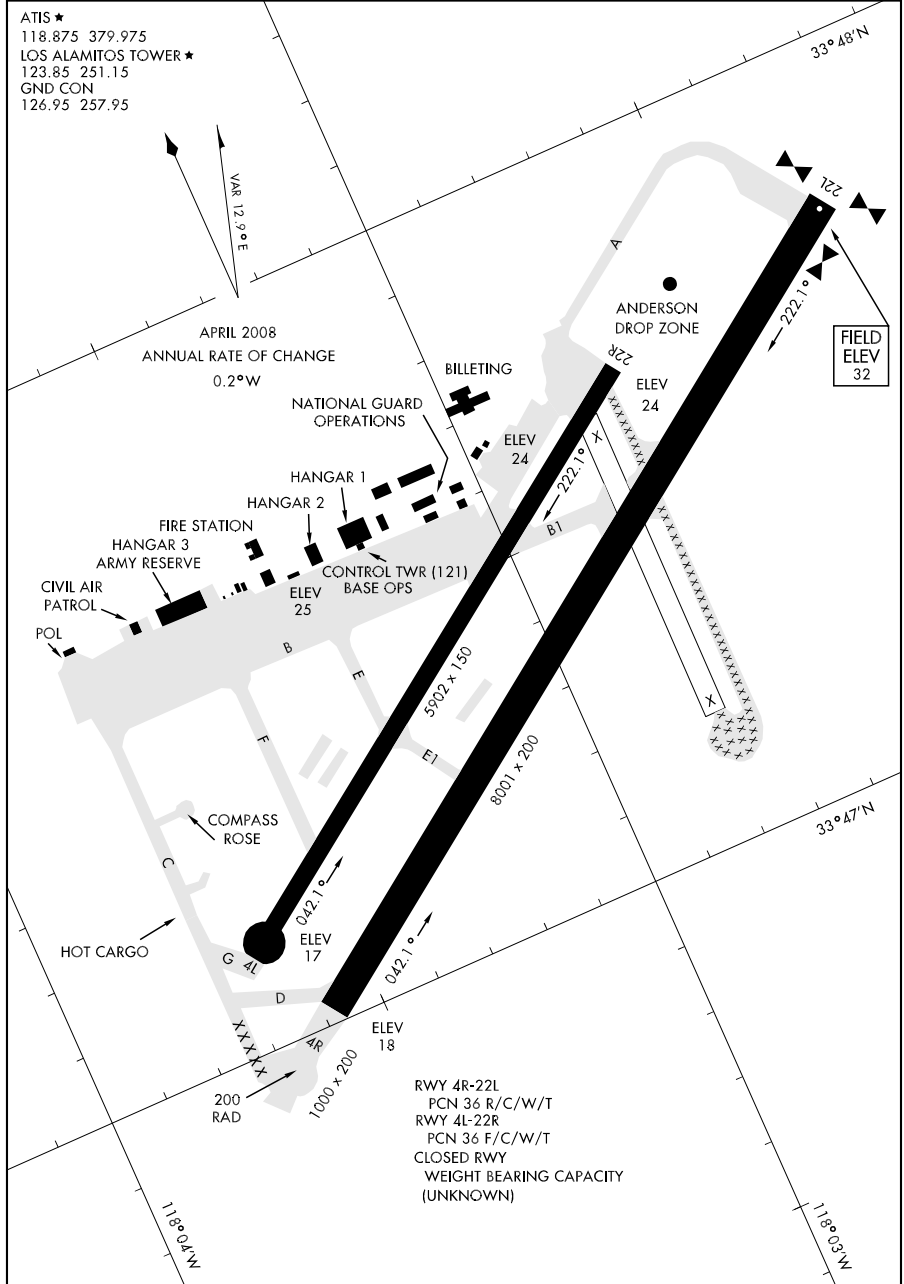 ATIS ★
118.875 379.975
LOS ALAMITOS TOWER ★
123.85 251.15
GND CON
126.95 257.95
33°48'N
VAR 12.9°E
22L
A
ANDERSON
DROP ZONE
222.1°
FIELD
ELEV
32
APRIL 2008
ANNUAL RATE OF CHANGE
0.2°W
22R
BILLETING
ELEV
24
NATIONAL GUARD
OPERATIONS
ELEV
24
X
222.1°
HANGAR 1
HANGAR 2
FIRE STATION
B1
HANGAR 3
ARMY RESERVE
CONTROL TWR (121)
BASE OPS
ELEV
25
CIVIL AIR
PATROL
POL
B
E
5902 x 150
X
F
E1
8001 x 200
33°47'N
COMPASS
ROSE
C
042.1°
HOT CARGO
ELEV
17
G
4L
042.1°
D
XXXXX
4R
ELEV
18
200
RAD
1000 x 200
RWY 4R-22L
PCN 36 R/C/W/T
RWY 4L-22R
PCN 36 F/C/W/T
CLOSED RWY
WEIGHT BEARING CAPACITY
(UNKNOWN)
118°04'W
118°03'W